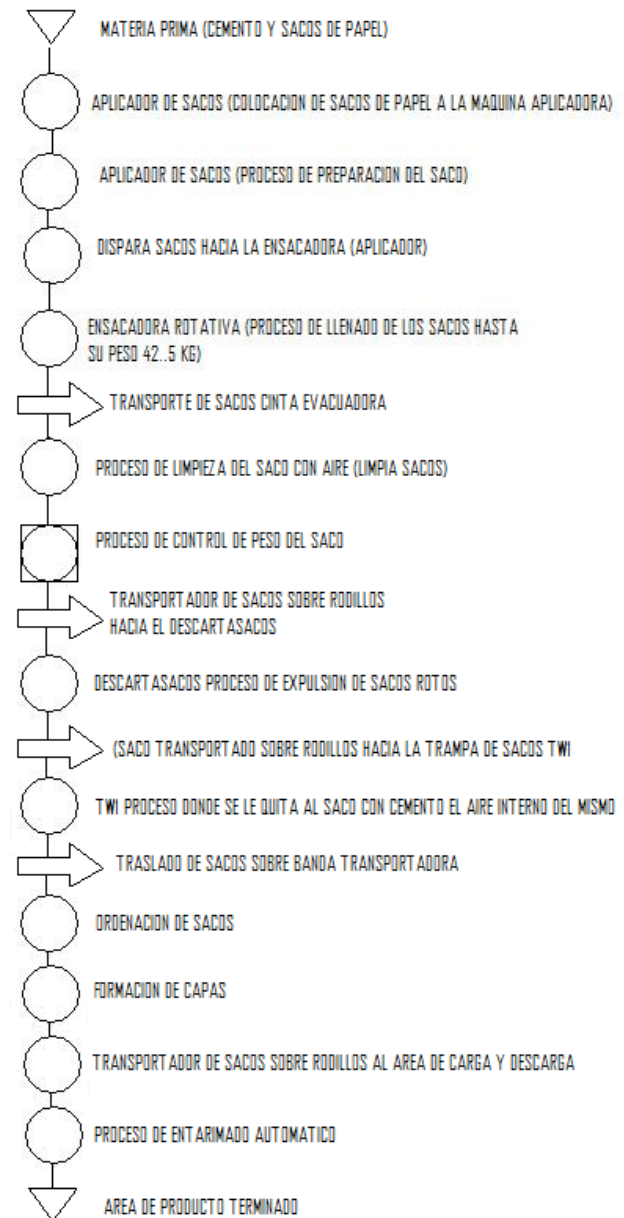 MATERIA PRIMA (CEMENTO Y SACOS DE PAPEL)
APLICADOR DE SACOS (COLOCACION DE SACOS DE PAPEL A LA MAQUINA APLICADORA)
APLICADOR DE SACOS (PROCESO DE PREPARACION DEL SACO)
DISPARA SACOS HACIA LA ENSACADORA (APLICADOR)
ENSACADORA ROTATIVA (PROCESO DE LLENADO DE LOS SACOS HASTA
SU PESO 42..5 KG)
TRANSPORTE DE SACOS CINTA EVACUADORA
PROCESO DE LIMPIEZA DEL SACO CON AIRE (LIMPIA SACOS)
PROCESO DE CONTROL DE PESO DEL SACO
TRANSPORTADOR DE SACOS SOBRE RODILLOS
HACIA EL DESCARTASACOS
DESCARTASACOS PROCESO DE EXPULSION DE SACOS ROTOS
(SACO TRANSPORTADO SOBRE RODILLOS HACIA LA TRAMPA DE SACOS TW1
TW1 PROCESO DONDE SE LE QUITA AL SACO CON CEMENTO EL AIRE INTERNO DEL MISMO
TRASLADO DE SACOS SOBRE BANDA TRANSPORTADORA
ORDENACION DE SACOS
FORMACION DE CAPAS
TRANSPORTADOR DE SACOS SOBRE RODILLOS AL AREA DE CARGA Y DESCARGA
PROCESO DE ENTARIMADO AUTOMATICO
AREA DE PRODUCTO TERMINADO